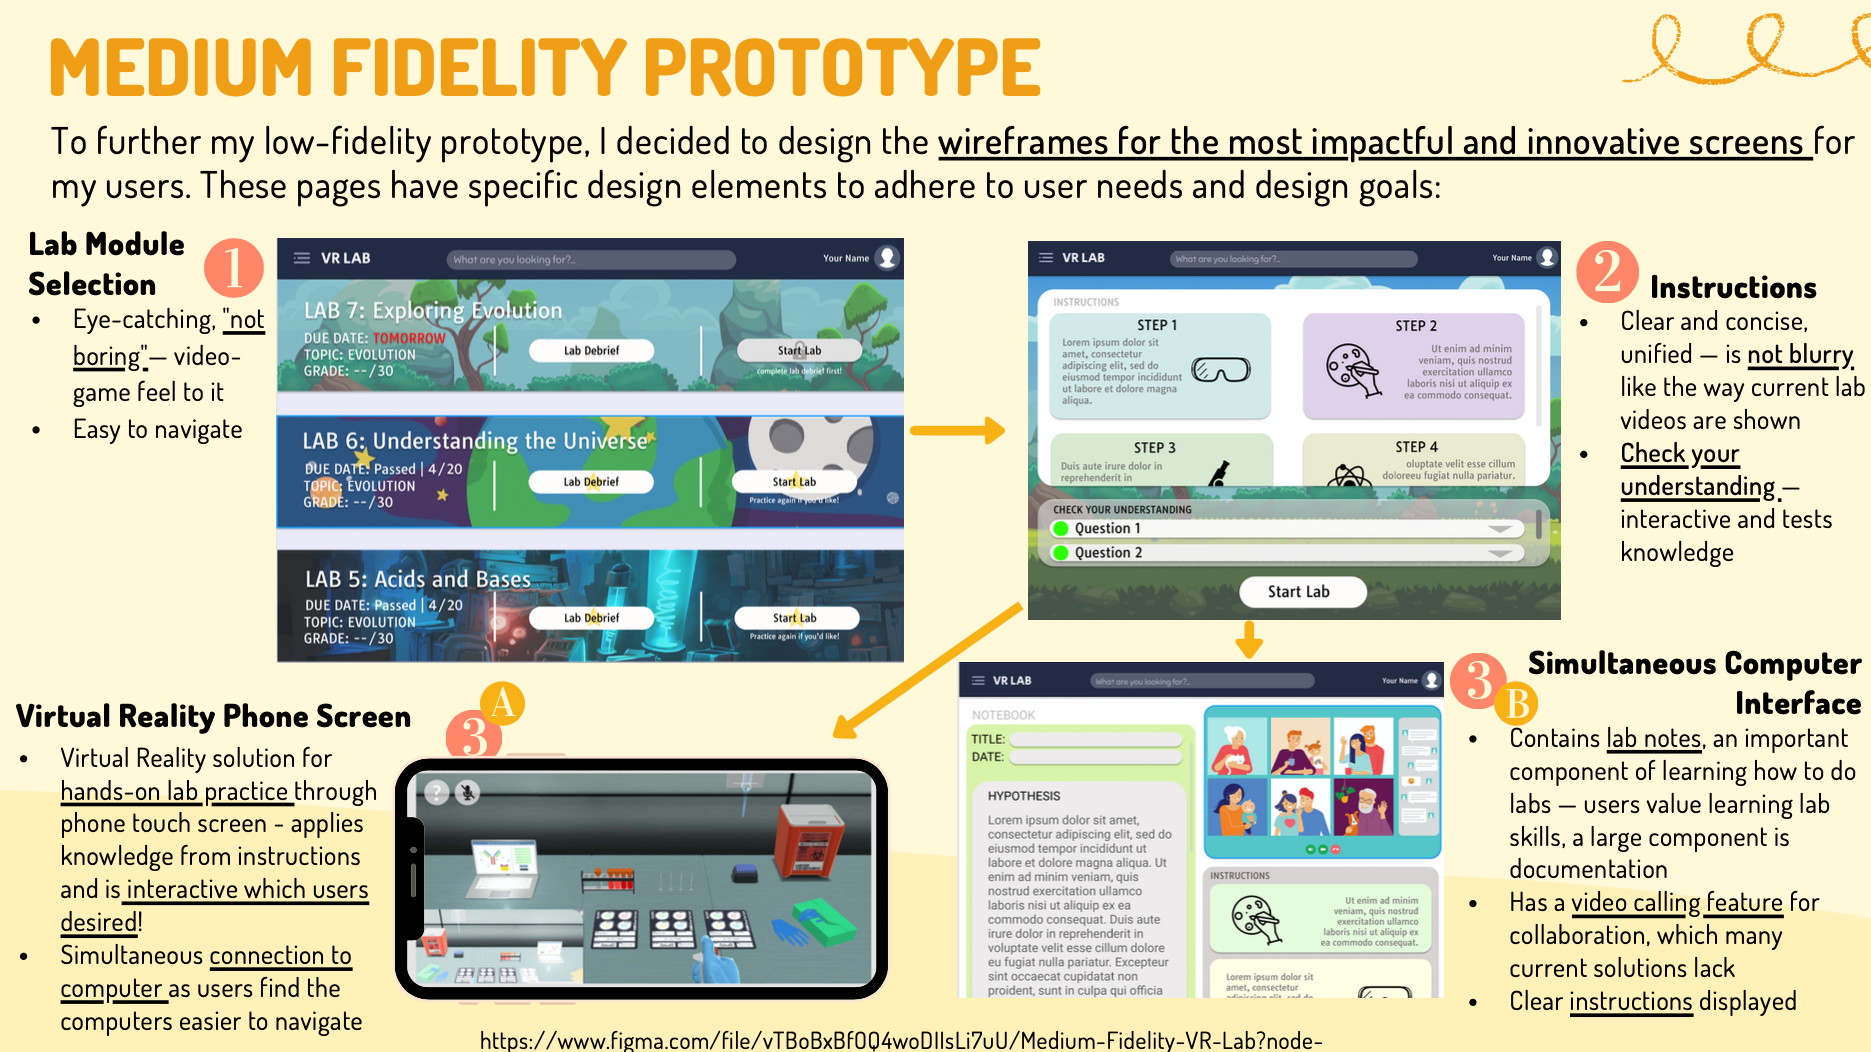 MEDIUM FIDELITY PROTOTYPE
To further my low-fidelity prototype, I decided to design the wireframes for the most impactful and innovative screens for
my users. These pages have specific design elements to adhere to user needs and design goals:
Lab Module
Selection
1
• Eye-catching, "not
boring"— video-
game feel to it
• Easy to navigate
VR LAB
What are you looking for?..
Your Name
LAB 7: Exploring Evolution
DUE DATE: TOMORROW
TOPIC: EVOLUTION
GRADE: --/30
Lab Debrief
Start Lab
complete lab debrief first!
LAB 6: Understanding the Universe
DUE DATE: Passed | 4/20
TOPIC: EVOLUTION
GRADE: --/30
Lab Debrief
Start Lab
Practice again if you'd like!
LAB 5: Acids and Bases
DUE DATE: Passed | 4/20
TOPIC: EVOLUTION
GRADE: --/30
Lab Debrief
Start Lab
Practice again if you'd like!
VR LAB
What are you looking for?..
Your Name
INSTRUCTIONS
STEP 1
Lorem ipsum dolor sit
amet, consectetur
adipiscing elit, sed do
eiusmod tempor incididunt
ut labore et dolore magna
aliqua.
STEP 2
Ut enim ad minim
veniam, quis nostrud
exercitation ullamco
laboris nisi ut aliquip ex
ea commodo consequat.
STEP 3
Duis aute irure dolor in
reprehenderit in
STEP 4
oluptate velit esse cillum
doloreeu fugiat nulla pariatur.
CHECK YOUR UNDERSTANDING
Question 1
Question 2
Start Lab
2
Instructions
• Clear and concise,
unified — is not blurry
like the way current lab
videos are shown
• Check your
understanding —
interactive and tests
knowledge
Virtual Reality Phone Screen
3
A
• Virtual Reality solution for
hands-on lab practice through
phone touch screen - applies
knowledge from instructions
and is interactive which users
desired!
• Simultaneous connection to
computer as users find the
computers easier to navigate
?
VR LAB
What are you looking for?..
Your Name
NOTEBOOK
TITLE:
DATE:
HYPOTHESIS
Lorem ipsum dolor sit amet,
consectetur adipiscing elit, sed do
eiusmod tempor incididunt ut
labore et dolore magna aliqua. Ut
enim ad minim veniam, quis
nostrud exercitation ullamco
laboris nisi ut aliquip ex ea
commodo consequat. Duis aute
irure dolor in reprehenderit in
voluptate velit esse cillum dolore
eu fugiat nulla pariatur. Excepteur
sint occaecat cupidatat non
proident, sunt in culpa qui officia
INSTRUCTIONS
Ut enim ad minim
veniam, quis nostrud
exercitation ullamco
laboris nisi ut aliquip ex
ea commodo consequat.
Lorem ipsum dolor sit
amet, consectetur
adipiscing elit, sed do
3
B
Simultaneous Computer
Interface
• Contains lab notes, an important
component of learning how to do
labs — users value learning lab
skills, a large component is
documentation
• Has a video calling feature for
collaboration, which many
current solutions lack
• Clear instructions displayed
https://www.figma.com/file/vTBoBxBfOQ4woDIIsLi7uU/Medium-Fidelity-VR-Lab?node-